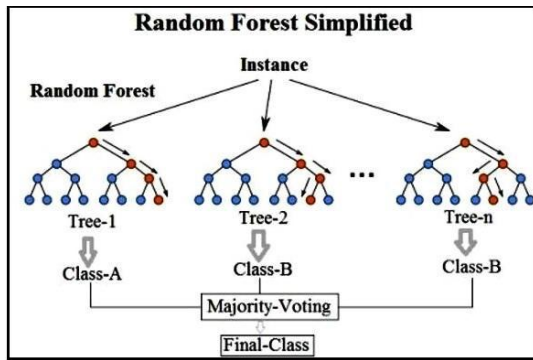 Random Forest Simplified
Instance
Random Forest
...
Tree-1 Tree-2 Tree-n
Class-A Class-B Class-B
Majority-Voting
Final-Class